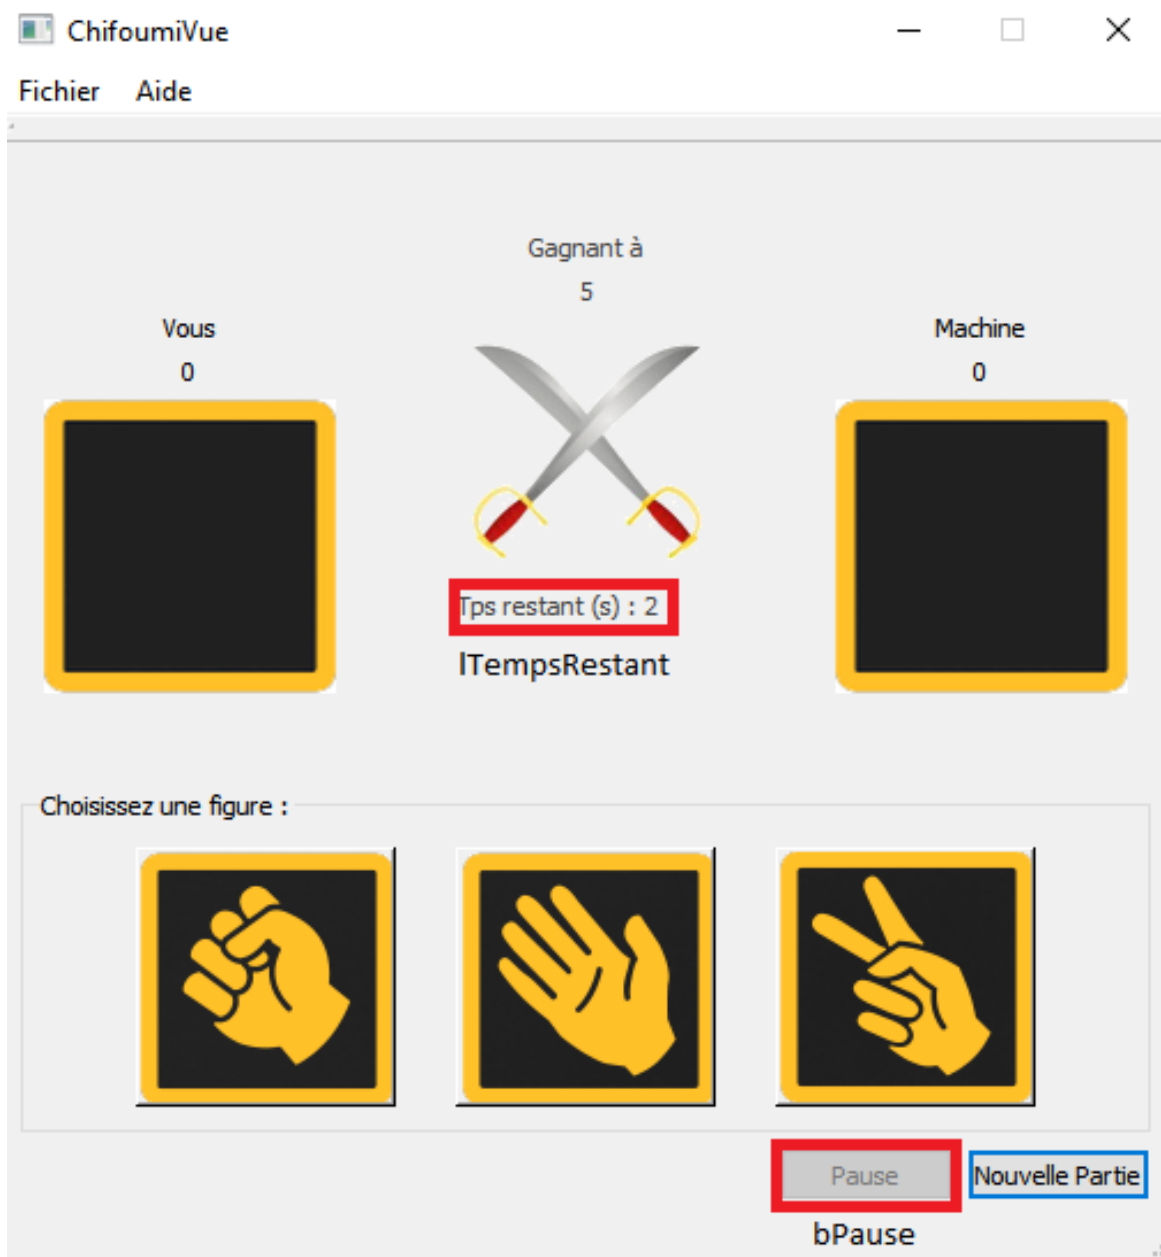 ChifoumiVue
Fichier Aide
Gagnant à
5
Vous
0
Machine
0
Tps restant (s) : 2
lTempsRestant
Choisissez une figure :
Pause
Nouvelle Partie
bPause